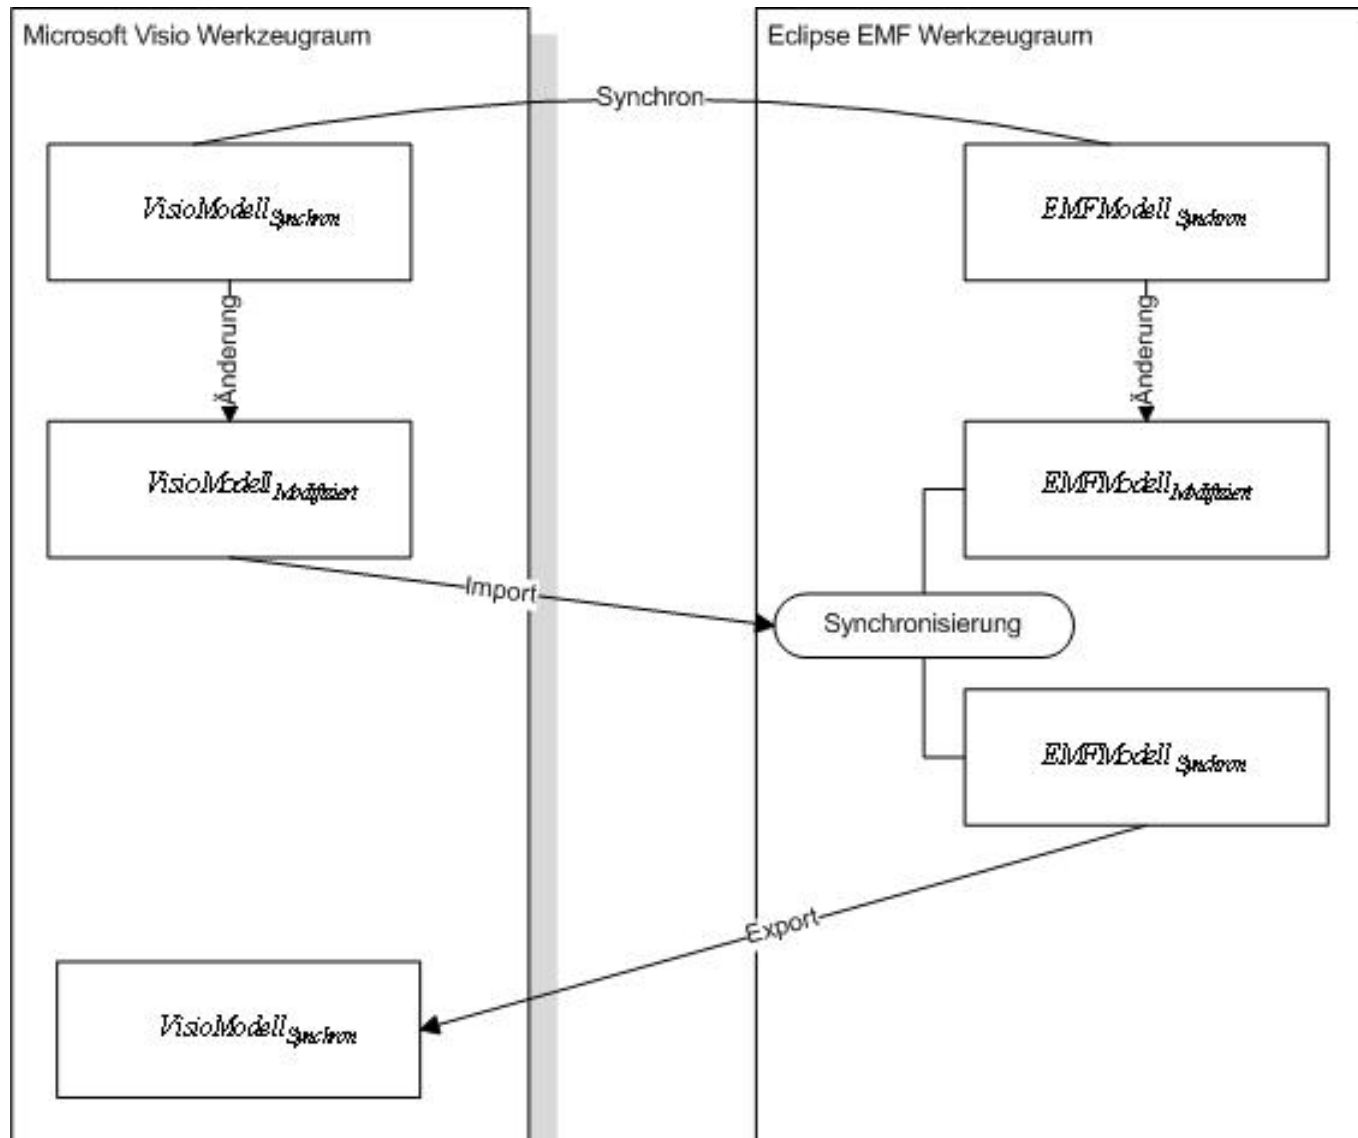 Microsoft Visio Werkzeugraum
Eclipse EMF Werkzeugraum
Synchron
VisioModell Synchron
EMFModell Synchron
Änderung
Änderung
VisioModell Modifiziert
EMFModell Modifiziert
Import
Synchronisierung
EMFModell Synchron
Export
VisioModell Synchron